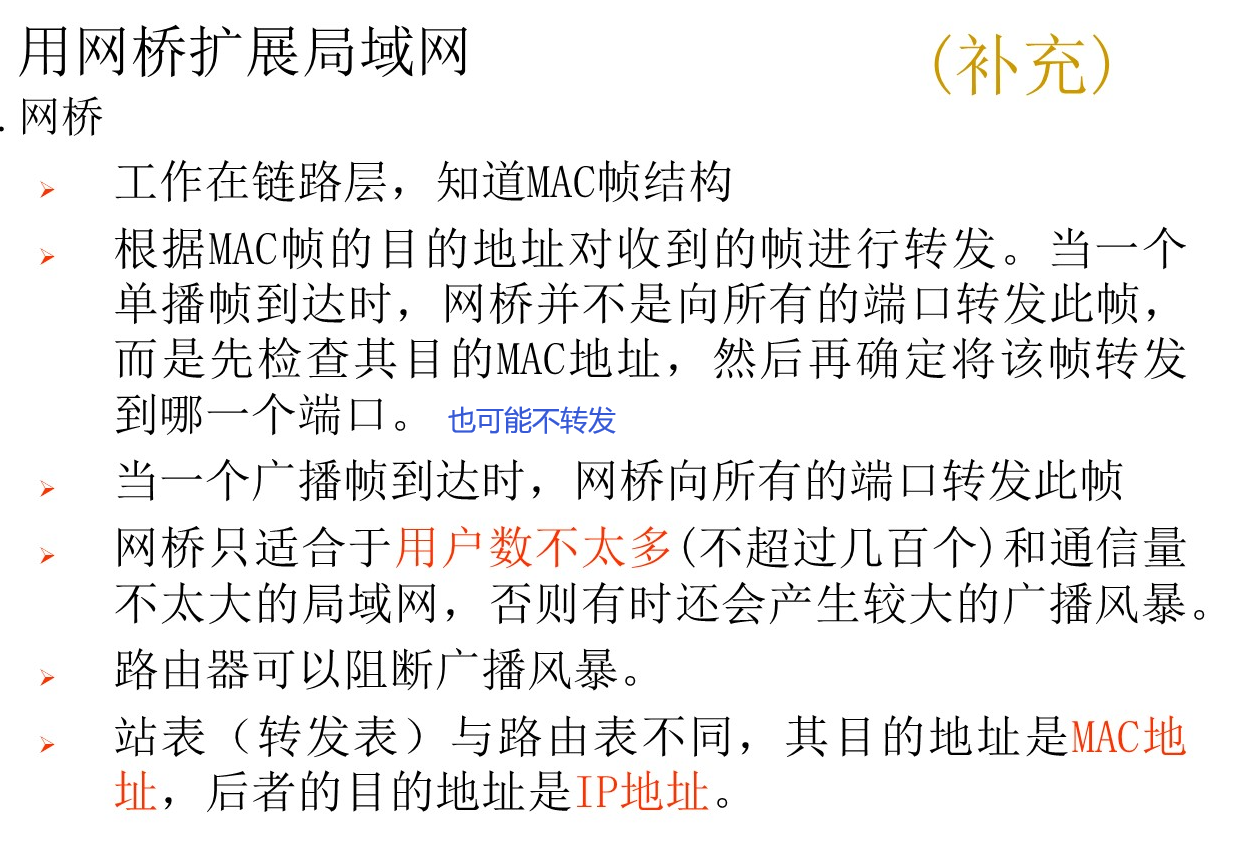 用网桥扩展局域网
(补充)
. 网桥
➢ 工作在链路层，知道MAC帧结构
➢ 根据MAC帧的目的地址对收到的帧进行转发。当一个
单播帧到达时，网桥并不是向所有的端口转发此帧，
而是先检查其目的MAC地址，然后再确定将该帧转发
到哪一个端口。 也可能不转发
➢ 当一个广播帧到达时，网桥向所有的端口转发此帧
➢ 网桥只适合于用户数不太多(不超过几百个)和通信量
不太大的局域网，否则有时还会产生较大的广播风暴。
➢ 路由器可以阻断广播风暴。
➢ 站表（转发表）与路由表不同，其目的地址是MAC地
址，后者的目的地址是IP地址。